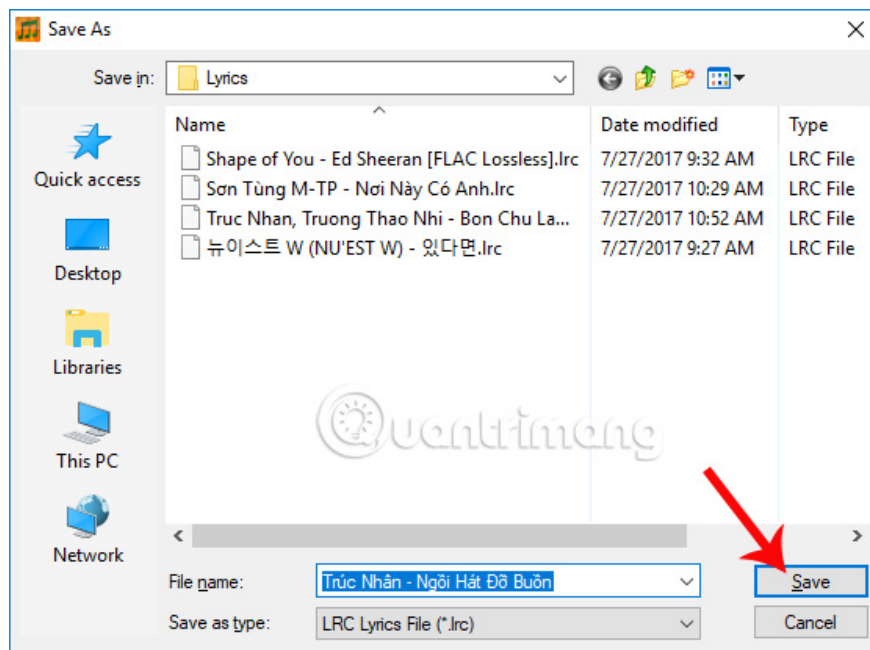 Save As
Save in: Lyrics
Name Date modified Type
Shape of You - Ed Sheeran [FLAC Lossless].lrc 7/27/2017 9:32 AM LRC File
Sơn Tùng M-TP - Nơi Này Có Anh.lrc 7/27/2017 10:29 AM LRC File
Truc Nhan, Truong Thao Nhi - Bon Chu La... 7/27/2017 10:52 AM LRC File
뉴이스트 W (NU'EST W) - 있다면.lrc 7/27/2017 9:27 AM LRC File
Quick access
Desktop
Libraries
This PC
Network
Quantrimang
File name: Trúc Nhân - Ngồi Hát Đỡ Buồn Save
Save as type: LRC Lyrics File (*.lrc) Cancel